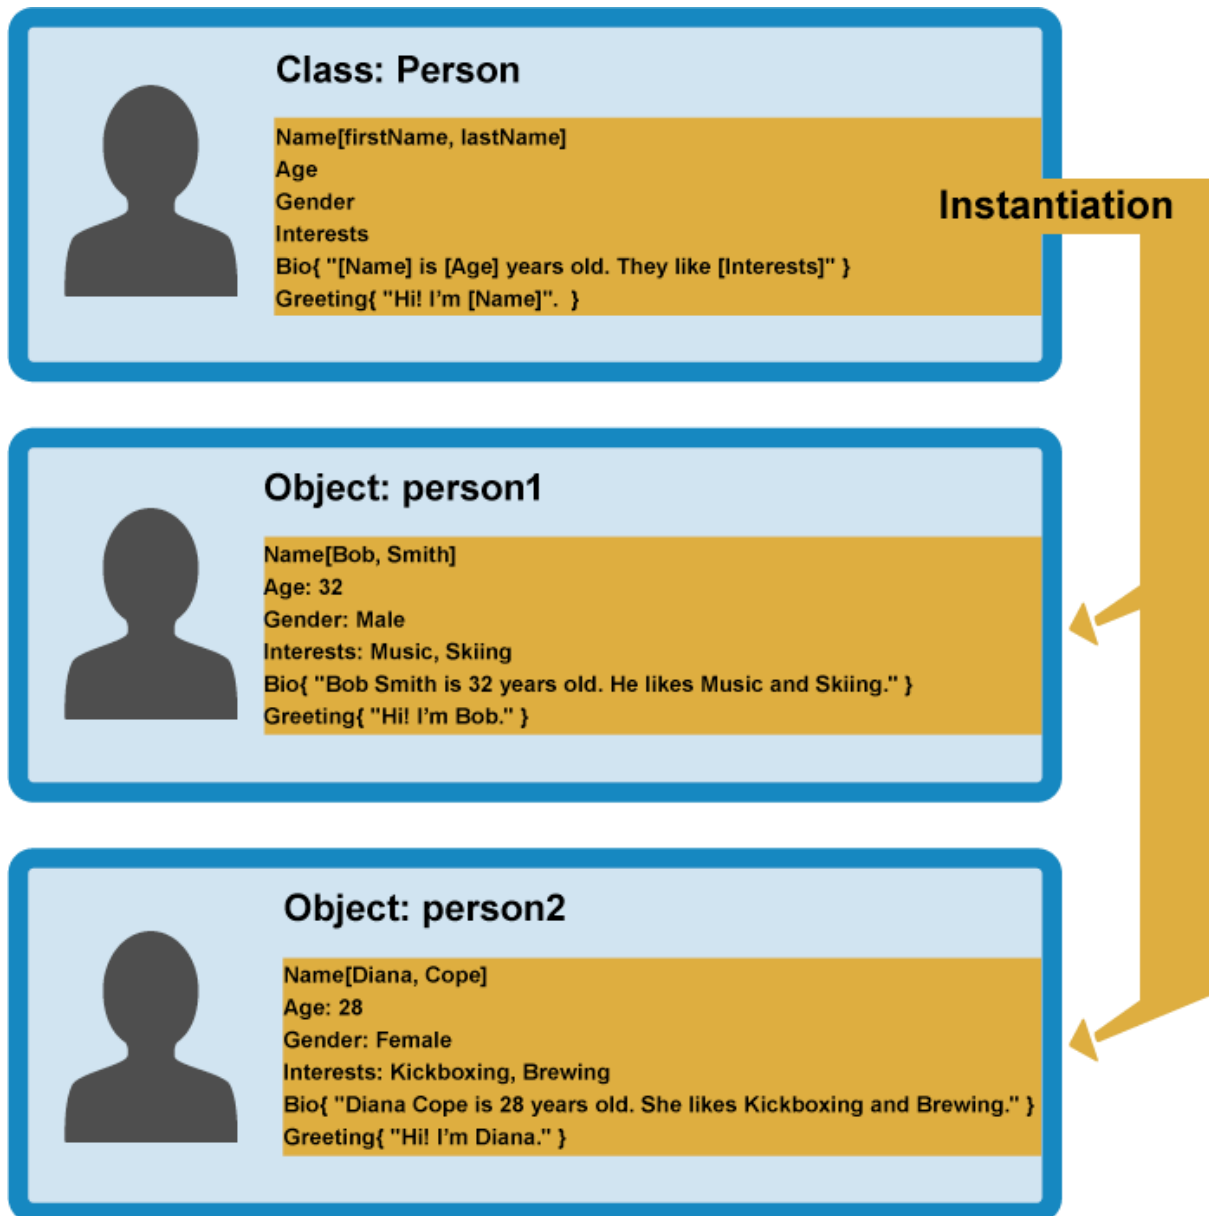 Class: Person
Name[firstName, lastName]
Age
Gender
Interests
Bio{ "[Name] is [Age] years old. They like [Interests]" }
Greeting{ "Hi! I’m [Name]".  }
Instantiation
Object: person1
Name[Bob, Smith]
Age: 32
Gender: Male
Interests: Music, Skiing
Bio{ "Bob Smith is 32 years old. He likes Music and Skiing." }
Greeting{ "Hi! I’m Bob." }
Object: person2
Name[Diana, Cope]
Age: 28
Gender: Female
Interests: Kickboxing, Brewing
Bio{ "Diana Cope is 28 years old. She likes Kickboxing and Brewing." }
Greeting{ "Hi! I’m Diana." }